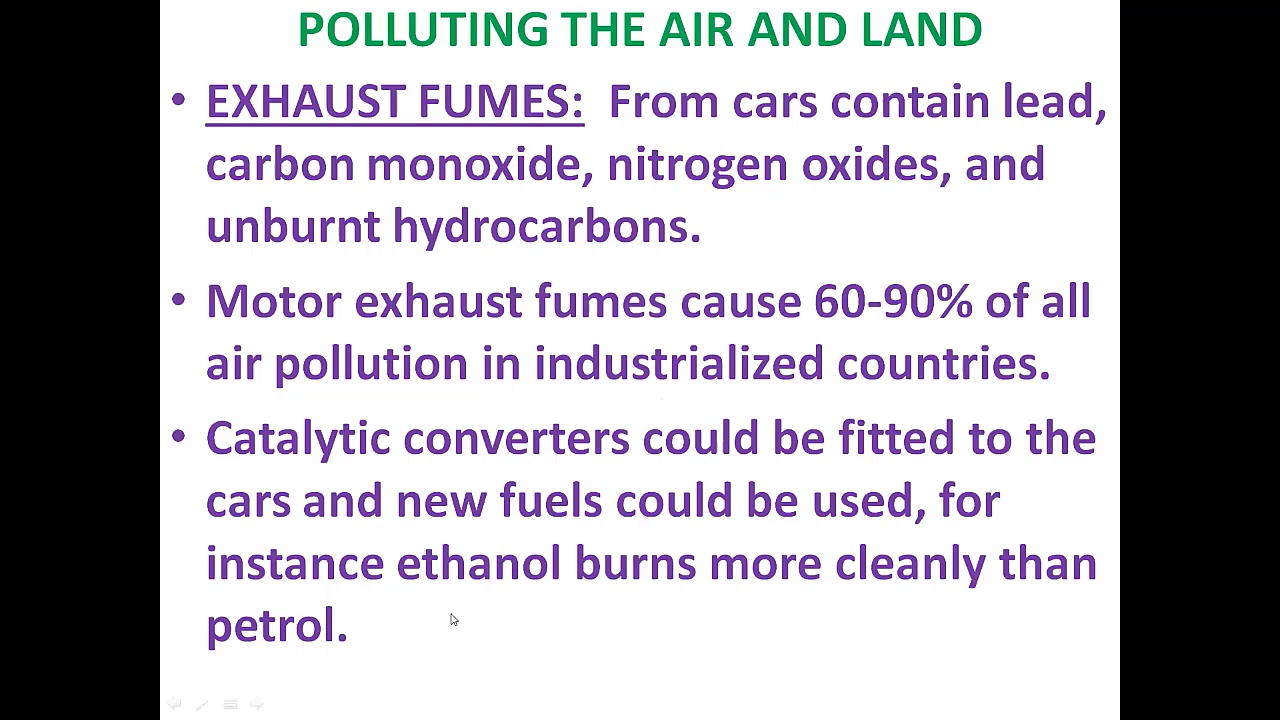 POLLUTING THE AIR AND LAND
• EXHAUST FUMES: From cars contain lead,
carbon monoxide, nitrogen oxides, and
unburnt hydrocarbons.
• Motor exhaust fumes cause 60-90% of all
air pollution in industrialized countries.
• Catalytic converters could be fitted to the
cars and new fuels could be used, for
instance ethanol burns more cleanly than
petrol.